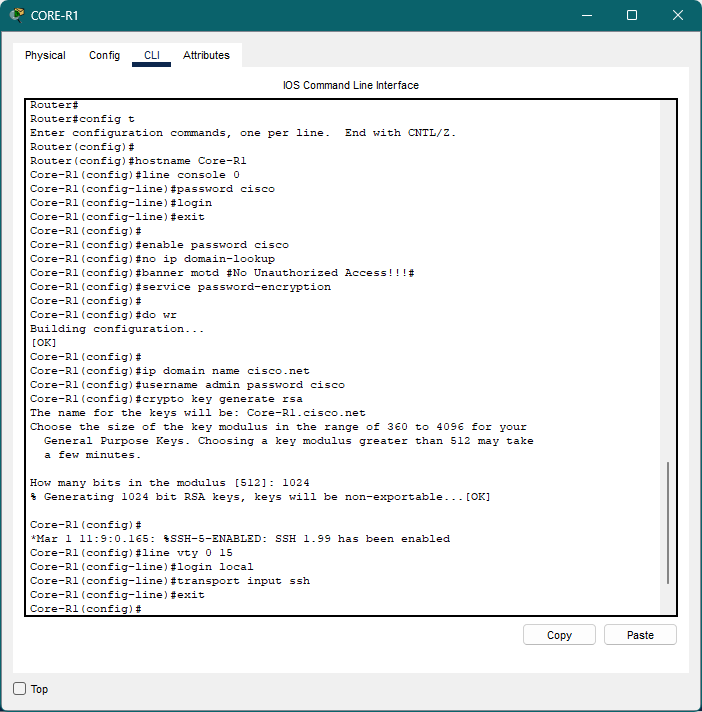 CORE-R1
Physical Config CLI Attributes
IOS Command Line Interface
Router#
Router#config t
Enter configuration commands, one per line.  End with CNTL/Z.
Router(config)#
Router(config)#hostname Core-R1
Core-R1(config)#line console 0
Core-R1(config-line)#password cisco
Core-R1(config-line)#login
Core-R1(config-line)#exit
Core-R1(config)#
Core-R1(config)#enable password cisco
Core-R1(config)#no ip domain-lookup
Core-R1(config)#banner motd #No Unauthorized Access!!!#
Core-R1(config)#service password-encryption
Core-R1(config)#
Core-R1(config)#do wr
Building configuration...
[OK]
Core-R1(config)#
Core-R1(config)#ip domain name cisco.net
Core-R1(config)#username admin password cisco
Core-R1(config)#crypto key generate rsa
The name for the keys will be: Core-R1.cisco.net
Choose the size of the key modulus in the range of 360 to 4096 for your
  General Purpose Keys. Choosing a key modulus greater than 512 may take
  a few minutes.
How many bits in the modulus [512]: 1024
% Generating 1024 bit RSA keys, keys will be non-exportable...[OK]
Core-R1(config)#
*Mar 1 11:9:0.165: %SSH-5-ENABLED: SSH 1.99 has been enabled
Core-R1(config)#line vty 0 15
Core-R1(config-line)#login local
Core-R1(config-line)#transport input ssh
Core-R1(config-line)#exit
Core-R1(config)#
Copy Paste
Top